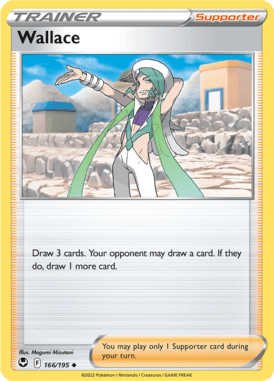 TRAINER Supporter
Wallace
Draw 3 cards. Your opponent may draw a card. If they
do, draw 1 more card.
Illus. Megumi Mizutani
F 166/195
You may play only 1 Supporter card during
your turn.
©2022 Pokémon / Nintendo / Creatures / GAME FREAK